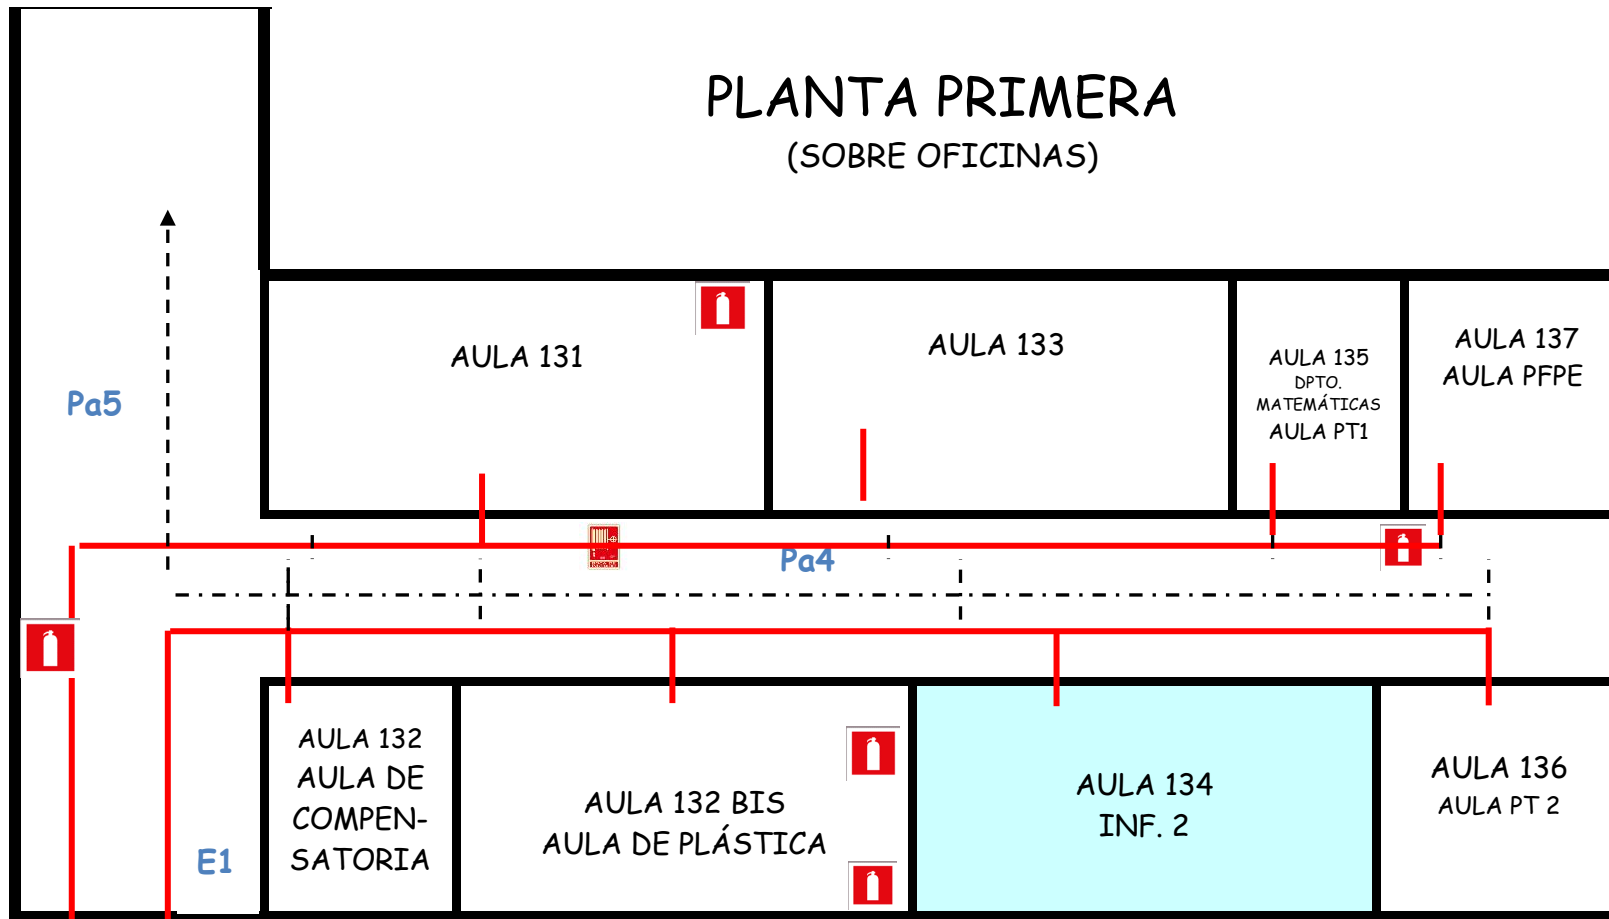 PLANTA PRIMERA
(SOBRE OFICINAS)
AULA 131
AULA 133
AULA 135
DPTO.
MATEMÁTICAS
AULA PT1
AULA 137
AULA PFPE
Pa5
Pa4
AULA 132
AULA DE
COMPEN-
SATORIA
AULA 132 BIS
AULA DE PLÁSTICA
AULA 134
INF. 2
AULA 136
AULA PT 2
E1